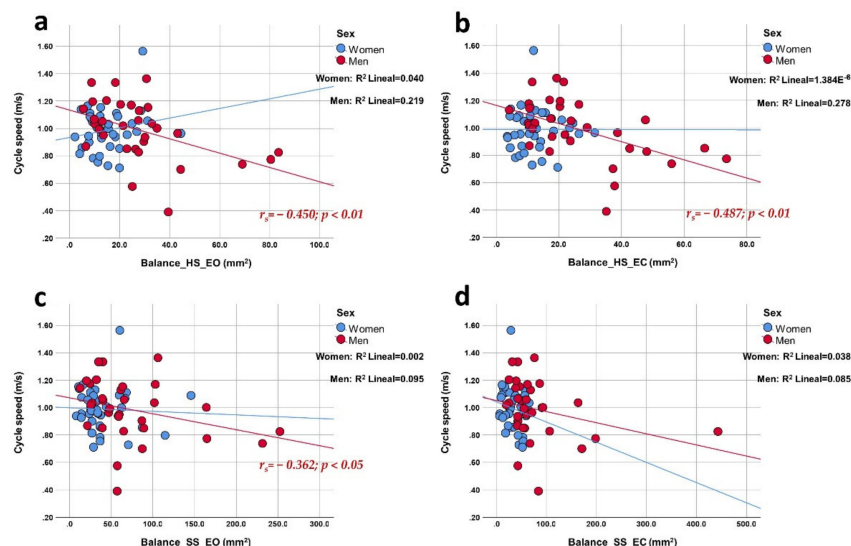 a
Sex
Women
Men
Women: R² Lineal=0.040
Men: R² Lineal=0.219
Cycle speed (m/s)
1.60
1.40
1.20
1.00
.80
.60
.40
.20
rs= − 0.450; p < 0.01
.0 20.0 40.0 60.0 80.0 100.0
Balance_HS_EO (mm²)
b
Sex
Women
Men
Women: R² Lineal=1.384E⁻⁶
Men: R² Lineal=0.278
Cycle speed (m/s)
1.60
1.40
1.20
1.00
.80
.60
.40
.20
rs= − 0.487; p < 0.01
.0 20.0 40.0 60.0 80.0
Balance_HS_EC (mm²)
c
Sex
Women
Men
Women: R² Lineal=0.002
Men: R² Lineal=0.095
Cycle speed (m/s)
1.60
1.40
1.20
1.00
.80
.60
.40
.20
rs= − 0.362; p < 0.05
.0 50.0 100.0 150.0 200.0 250.0 300.0
Balance_SS_EO (mm²)
d
Sex
Women
Men
Women: R² Lineal=0.038
Men: R² Lineal=0.085
Cycle speed (m/s)
1.60
1.40
1.20
1.00
.80
.60
.40
.20
.0 100.0 200.0 300.0 400.0 500.0
Balance_SS_EC (mm²)